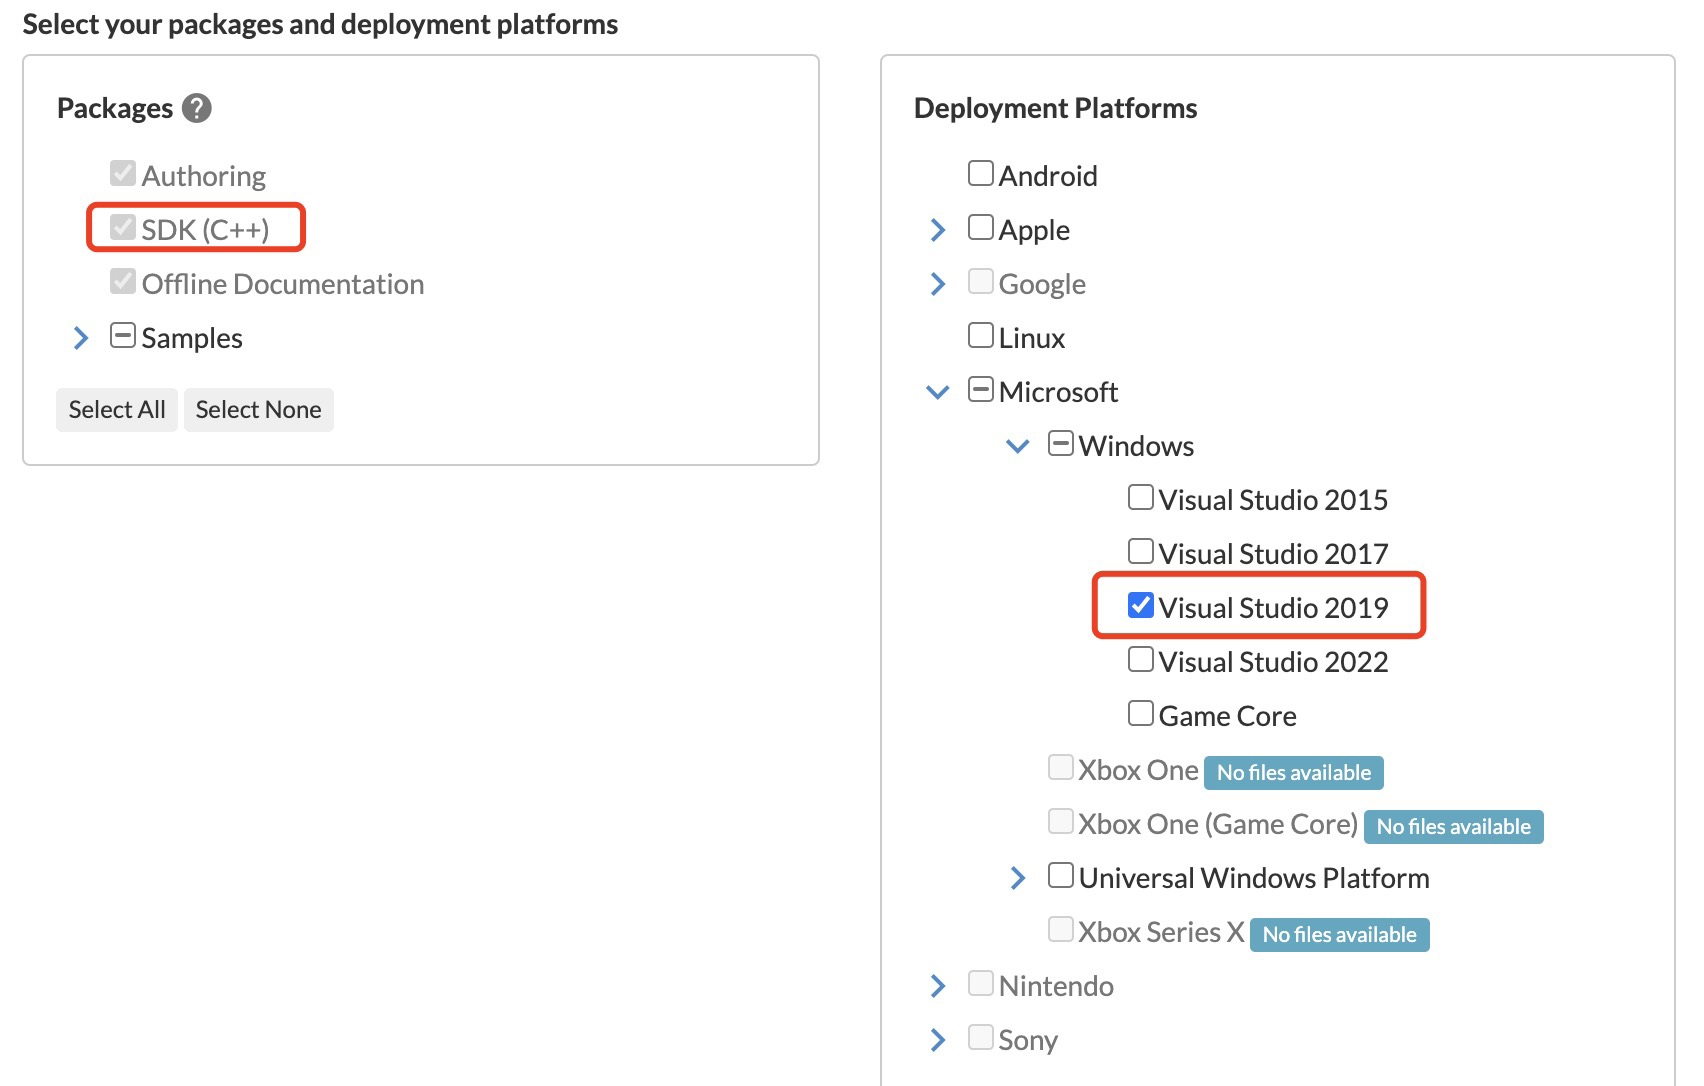 Select your packages and deployment platforms
Packages ?
Authoring
SDK (C++)
Offline Documentation
Samples
Select All Select None
Deployment Platforms
Android
Apple
Google
Linux
Microsoft
Windows
Visual Studio 2015
Visual Studio 2017
Visual Studio 2019
Visual Studio 2022
Game Core
Xbox One No files available
Xbox One (Game Core) No files available
Universal Windows Platform
Xbox Series X No files available
Nintendo
Sony